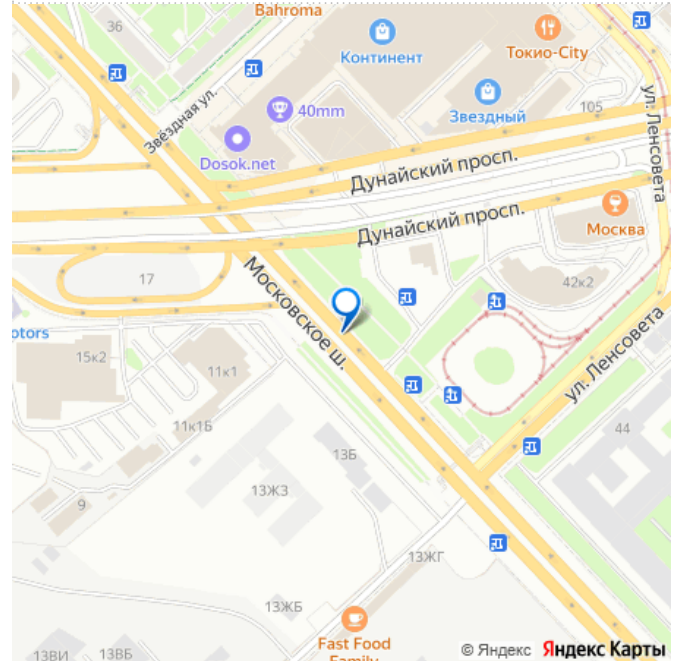 Bahroma
36
Континент
Токио-City
Звёздная ул.
40mm
Звездный
105
ул. Ленсовета
Dosok.net
Дунайский просп.
Дунайский просп.
Москва
17
Московское ш.
42к2
otors
15к2
11к1
ул. Ленсовета
11к1Б
13Б
44
13Ж3
9
13ЖГ
13ЖБ
Fast Food
Family
13ВИ
13ВБ
© Яндекс Яндекс Карты